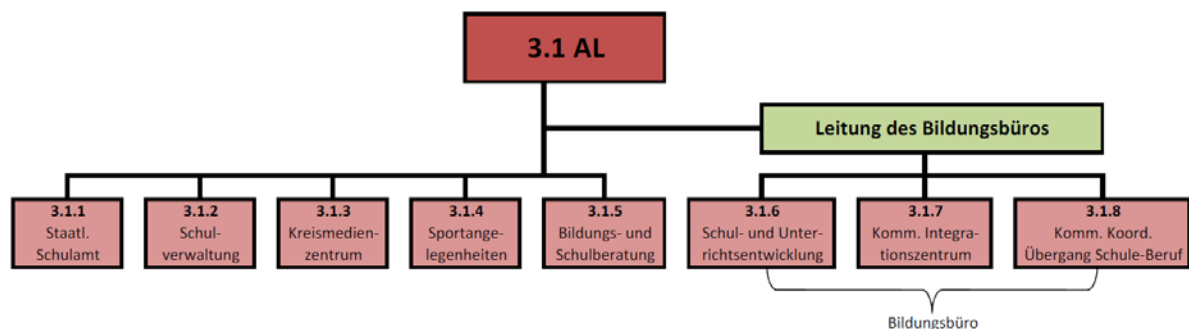 3.1 AL
Leitung des Bildungsbüros
3.1.1
Staatl.
Schulamt
3.1.2
Schul-
verwaltung
3.1.3
Kreismedien-
zentrum
3.1.4
Sportange-
legenheiten
3.1.5
Bildungs- und
Schulberatung
3.1.6
Schul- und Unter-
richtsentwicklung
3.1.7
Komm. Integra-
tionszentrum
3.1.8
Komm. Koord.
Übergang Schule-Beruf
Bildungsbüro